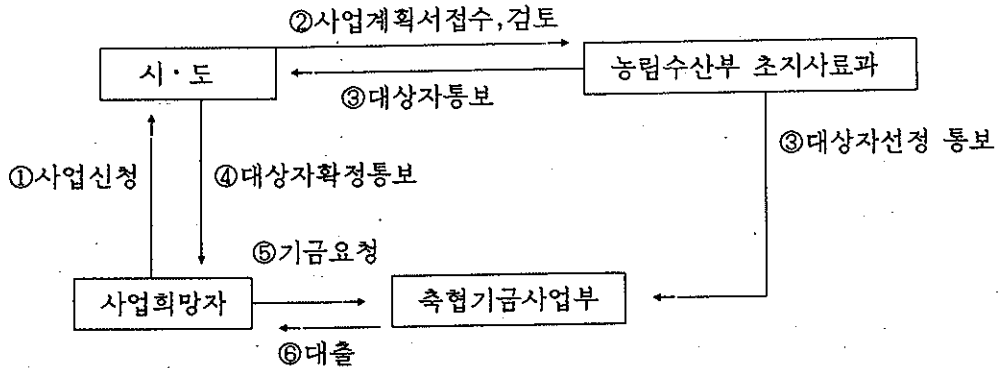 ②사업계획서접수,검토
시·도
농림수산부 초지사료과
③대상자통보
③대상자선정 통보
①사업신청
④대상자확정통보
⑤기금요청
사업희망자
축협기금사업부
⑥대출